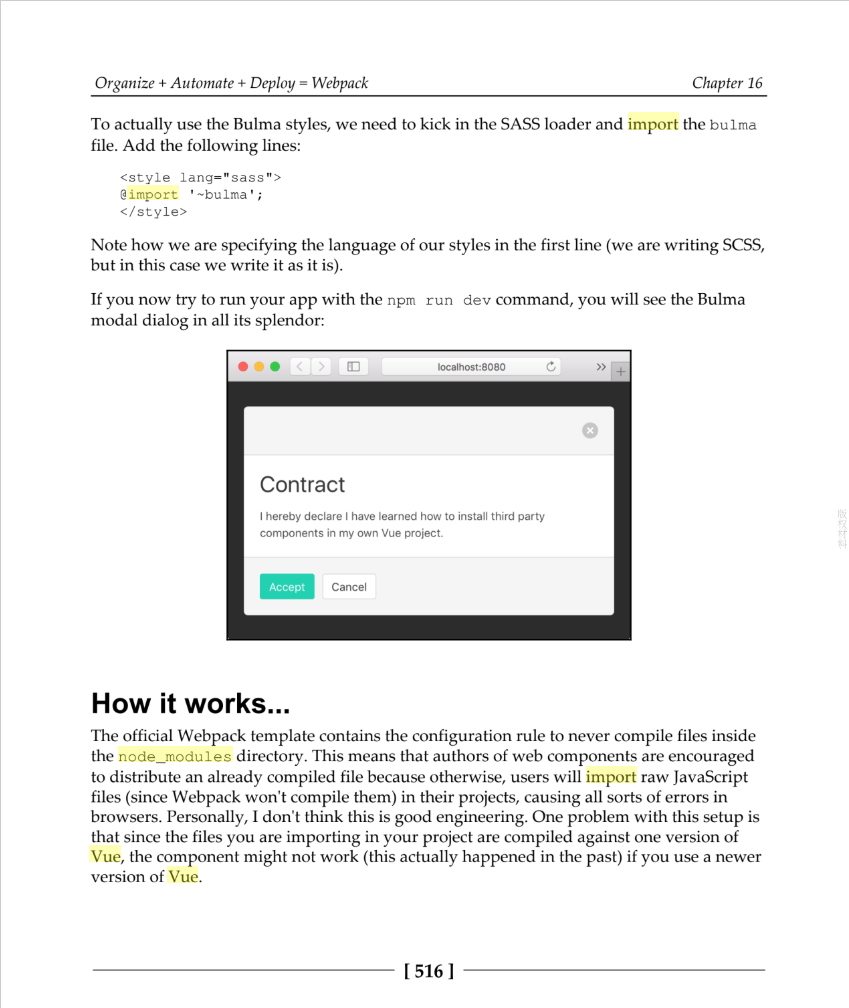 Organize + Automate + Deploy = Webpack Chapter 16
To actually use the Bulma styles, we need to kick in the SASS loader and import the bulma
file. Add the following lines:
<style lang="sass">
@import '~bulma';
</style>
Note how we are specifying the language of our styles in the first line (we are writing SCSS,
but in this case we write it as it is).
If you now try to run your app with the npm run dev command, you will see the Bulma
modal dialog in all its splendor:
localhost:8080
Contract
I hereby declare I have learned how to install third party
components in my own Vue project.
Accept Cancel
How it works...
The official Webpack template contains the configuration rule to never compile files inside
the node_modules directory. This means that authors of web components are encouraged
to distribute an already compiled file because otherwise, users will import raw JavaScript
files (since Webpack won't compile them) in their projects, causing all sorts of errors in
browsers. Personally, I don't think this is good engineering. One problem with this setup is
that since the files you are importing in your project are compiled against one version of
Vue, the component might not work (this actually happened in the past) if you use a newer
version of Vue.
[ 516 ]
版权材料